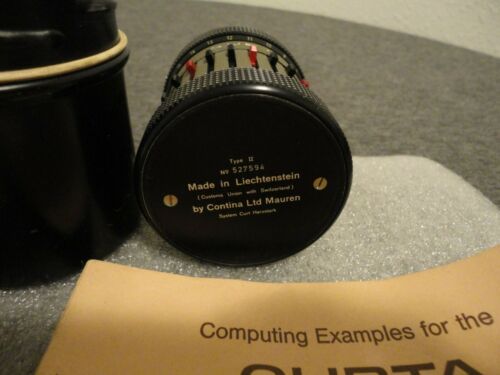 Type II
Nº 527594
Made in Liechtenstein
(Customs Union with Switzerland)
by Contina Ltd Mauren
System Curt Herzstark
Computing Examples for the
CURTA